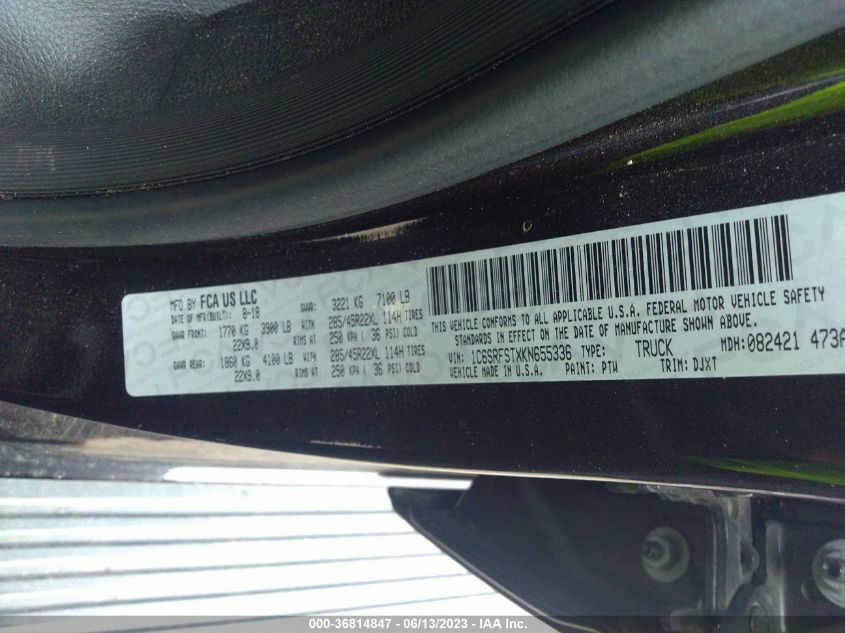 MFD BY FCA US LLC
DATE OF MFR(BUILT): 8-18 GVWR: 3221 KG 7100 LB
GAWR FRONT: 1770 KG 3900 LB WITH 285/45R22XL 114H TIRES
22X9.0 RIMS AT 250 KPA ( 36 PSI) COLD
GAWR REAR: 1860 KG 4100 LB WITH 285/45R22XL 114H TIRES
22X9.0 RIMS AT 250 KPA ( 36 PSI) COLD
THIS VEHICLE CONFORMS TO ALL APPLICABLE U.S.A. FEDERAL MOTOR VEHICLE SAFETY
STANDARDS IN EFFECT ON THE DATE OF MANUFACTURE SHOWN ABOVE.
VIN: 1C6SRFSTXKN655336 TYPE: TRUCK MDH: 082421 473A
VEHICLE MADE IN U.S.A. PAINT: PTW TRIM: DJXT
000-36814847 - 06/13/2023 - IAA Inc.